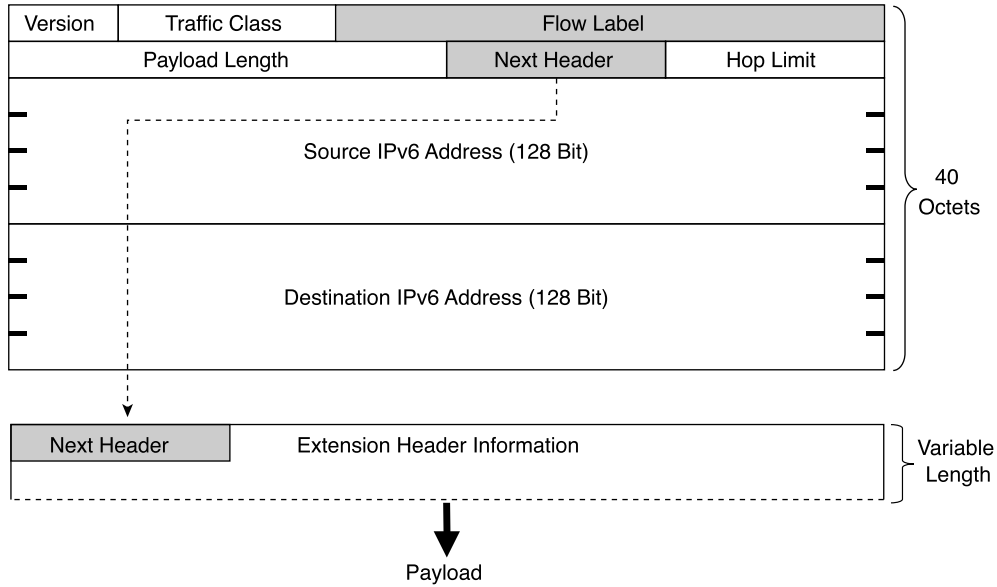 Version Traffic Class Flow Label
Payload Length Next Header Hop Limit
Source IPv6 Address (128 Bit)
40
Octets
Destination IPv6 Address (128 Bit)
Next Header Extension Header Information
Variable
Length
Payload